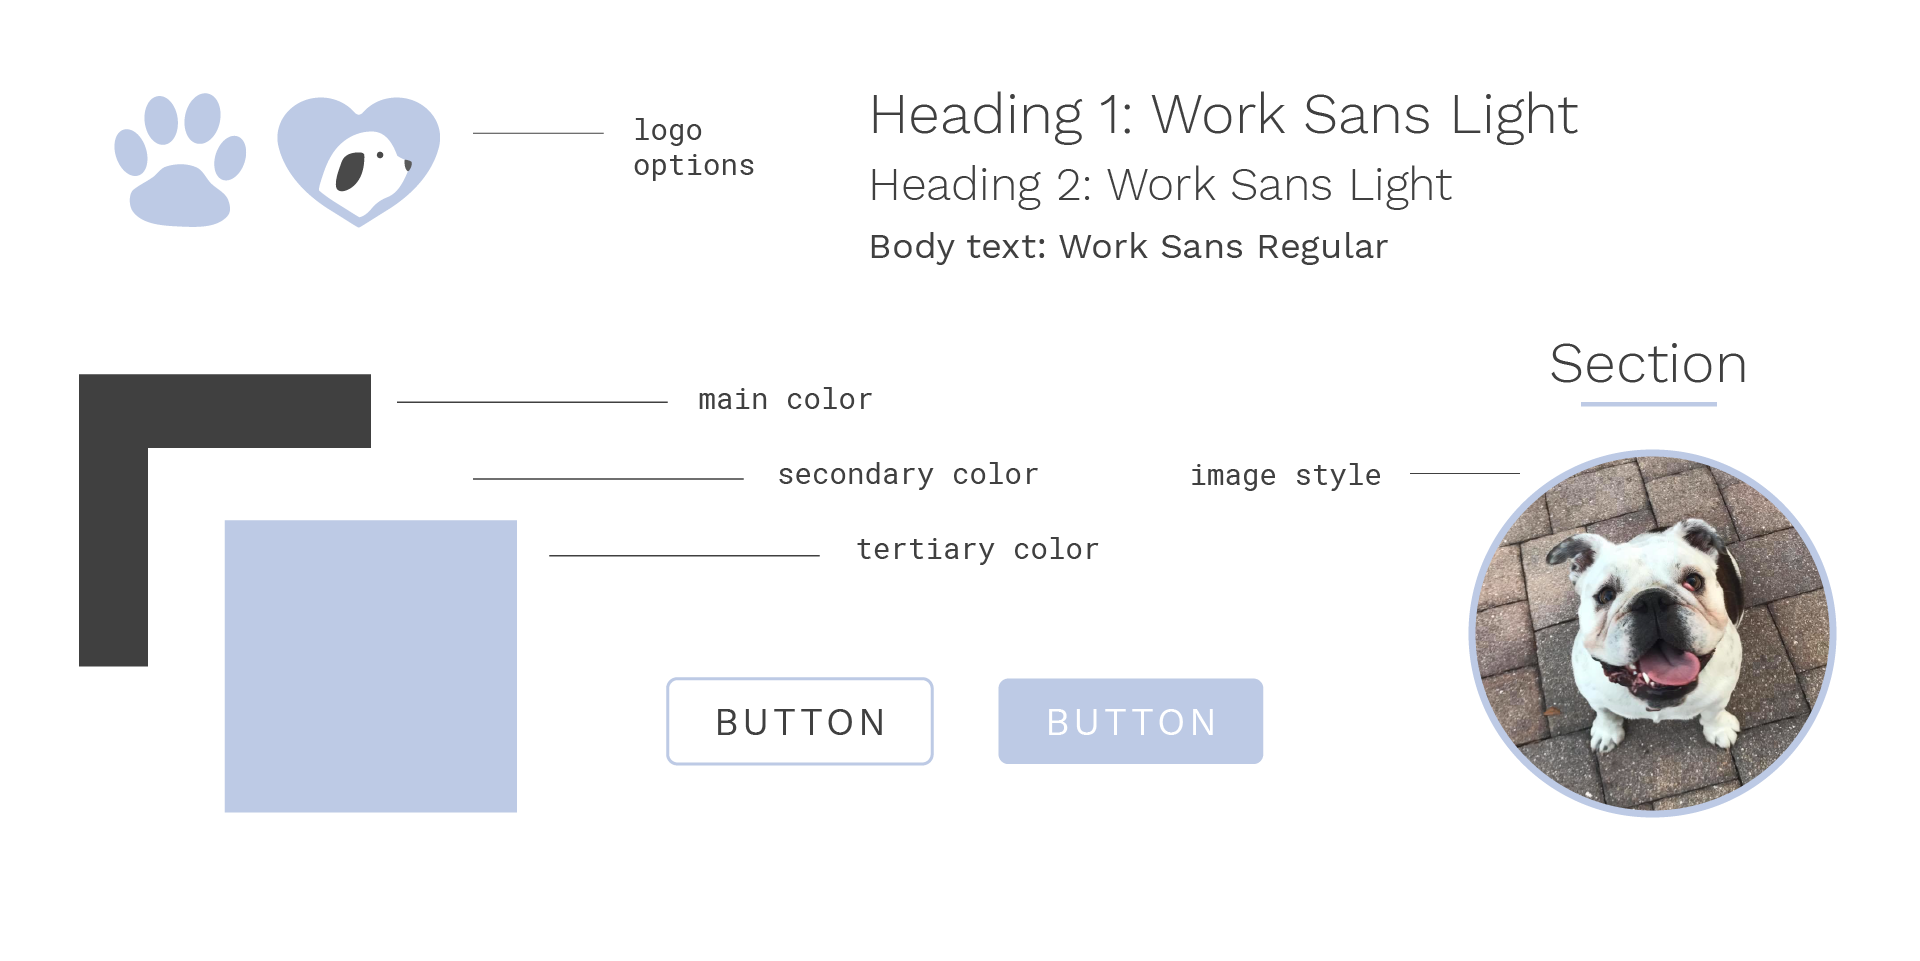 logo
options
Heading 1: Work Sans Light
Heading 2: Work Sans Light
Body text: Work Sans Regular
Section
main color
secondary color
image style
tertiary color
BUTTON
BUTTON